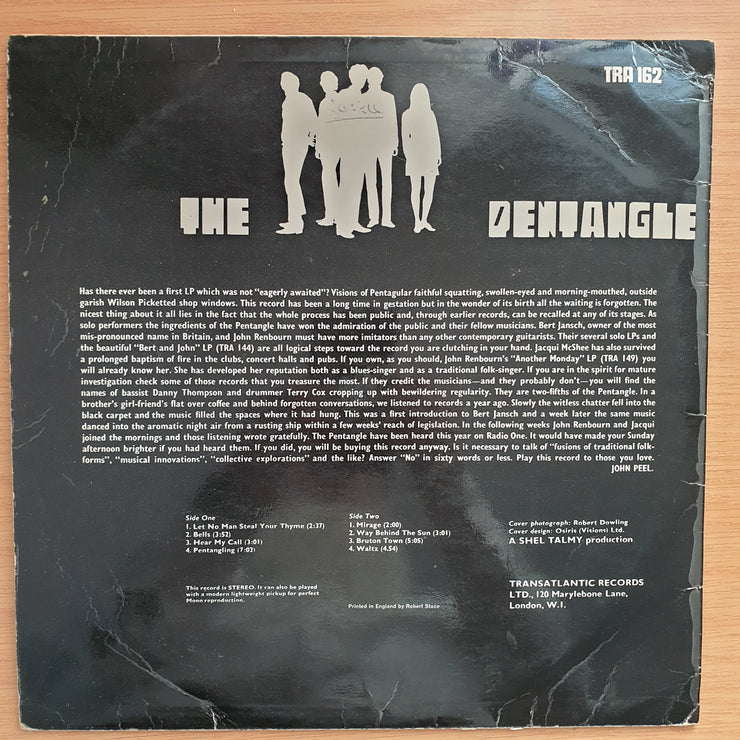 TRA 162
THE PENTANGLE
Has there ever been a first LP which was not "eagerly awaited"? Visions of Pentagular faithful squatting, swollen-eyed and morning-mouthed, outside
garish Wilson Picketted shop windows. This record has been a long time in gestation but in the wonder of its birth all the waiting is forgotten. The
nicest thing about it all lies in the fact that the whole process has been public and, through earlier records, can be recalled at any of its stages. As
solo performers the ingredients of the Pentangle have won the admiration of the public and their fellow musicians. Bert Jansch, owner of the most
mis-pronounced name in Britain, and John Renbourn must have more imitators than any other contemporary guitarists. Their several solo LPs and
the beautiful "Bert and John" LP (TRA 144) are all logical steps toward the record you are clutching in your hand. Jacqui McShee has also survived
a prolonged baptism of fire in the clubs, concert halls and pubs. If you own, as you should, John Renbourn's "Another Monday" LP (TRA 149) you
will already know her. She has developed her reputation both as a blues-singer and as a traditional folk-singer. If you are in the spirit for mature
investigation check some of those records that you treasure the most. If they credit the musicians—and they probably don't—you will find the
names of bassist Danny Thompson and drummer Terry Cox cropping up with bewildering regularity. They are two-fifths of the Pentangle. In a
brother's girl-friend's flat over coffee and behind forgotten conversations, we listened to records a year ago. Slowly the witless chatter fell into the
black carpet and the music filled the spaces where it had hung. This was a first introduction to Bert Jansch and a week later the same music
danced into the aromatic night air from a rusting ship within a few weeks' reach of legislation. In the following weeks John Renbourn and Jacqui
joined the mornings and those listening wrote gratefully. The Pentangle have been heard this year on Radio One. It would have made your Sunday
afternoon brighter if you had heard them. If you did, you will be buying this record anyway. Is it necessary to talk of "fusions of traditional folk-
forms", "musical innovations", "collective explorations" and the like? Answer "No" in sixty words or less. Play this record to those you love.
JOHN PEEL.
Side One
1. Let No Man Steal Your Thyme (2:37)
2. Bells (3:52)
3. Hear My Call (3:01)
4. Pentangling (7:02)
Side Two
1. Mirage (2:00)
2. Way Behind The Sun (3:01)
3. Bruton Town (5:05)
4. Waltz (4.54)
Cover photograph: Robert Dowling
Cover design: Osiris (Visions) Ltd.
A SHEL TALMY production
This record is STEREO. It can also be played
with a modern lightweight pickup for perfect
Mono reproduction.
Printed in England by Robert Stace
TRANSATLANTIC RECORDS
LTD., 120 Marylebone Lane,
London, W.1.